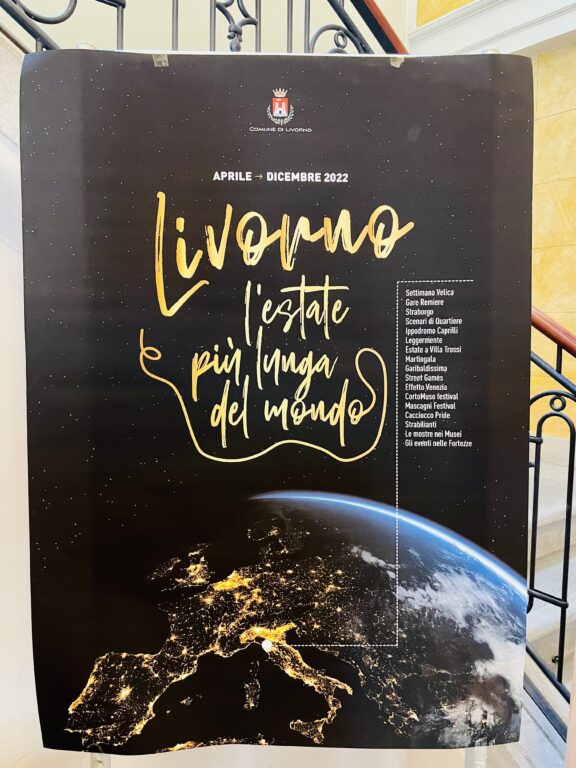 COMUNE DI LIVORNO
APRILE → DICEMBRE 2022
Livorno
l'estate
più lunga
del mondo
Settimana Velica
Gare Remiere
Straborgo
Scenari di Quartiere
Ippodromo Caprilli
Leggermente
Estate a Villa Trossi
Martingala
Garibaldissima
Street Games
Effetto Venezia
CortoMuso festival
Mascagni Festival
Cacciucco Pride
Strabilianti
Le mostre nei Musei
Gli eventi nelle Fortezze